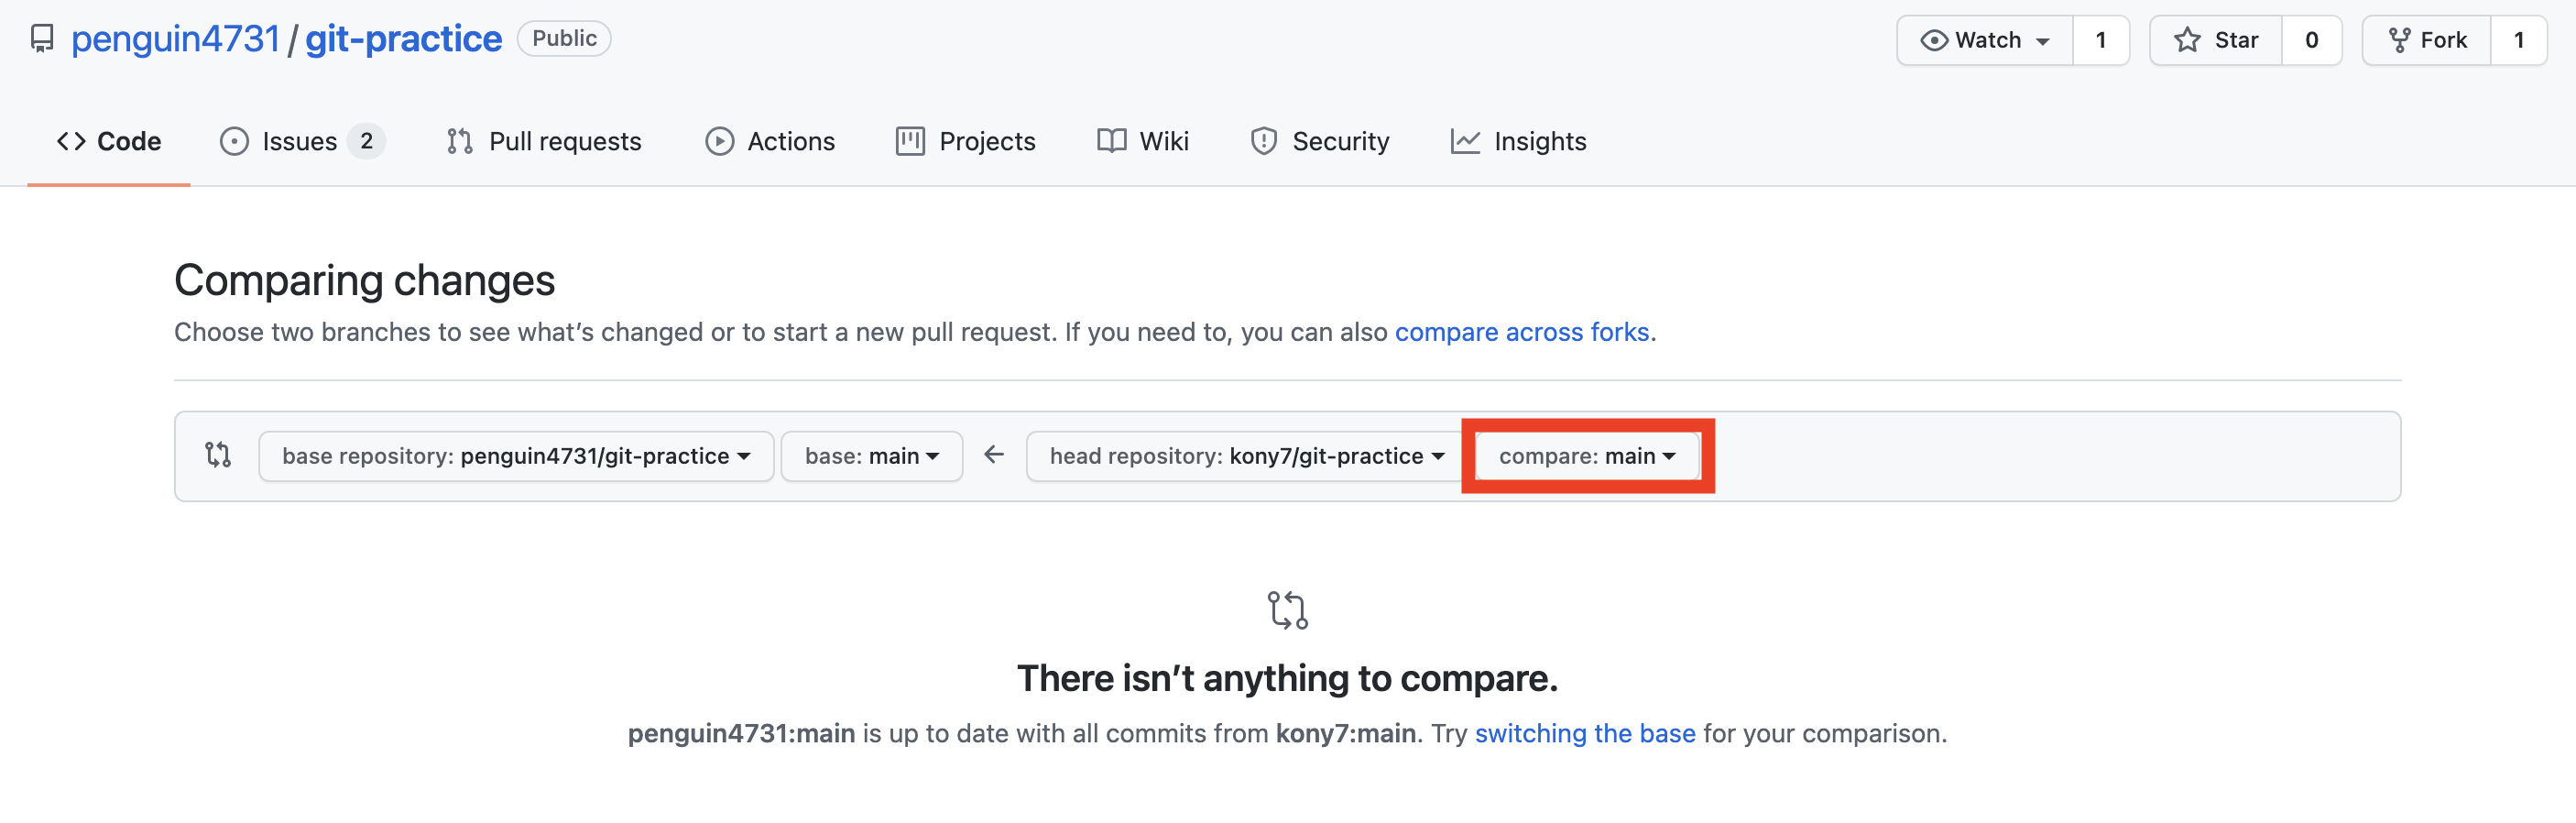 penguin4731 / git-practice Public Watch 1 Star 0 Fork 1
Code Issues 2 Pull requests Actions Projects Wiki Security Insights
Comparing changes
Choose two branches to see what’s changed or to start a new pull request. If you need to, you can also compare across forks.
base repository: penguin4731/git-practice base: main head repository: kony7/git-practice compare: main
There isn’t anything to compare.
penguin4731:main is up to date with all commits from kony7:main. Try switching the base for your comparison.